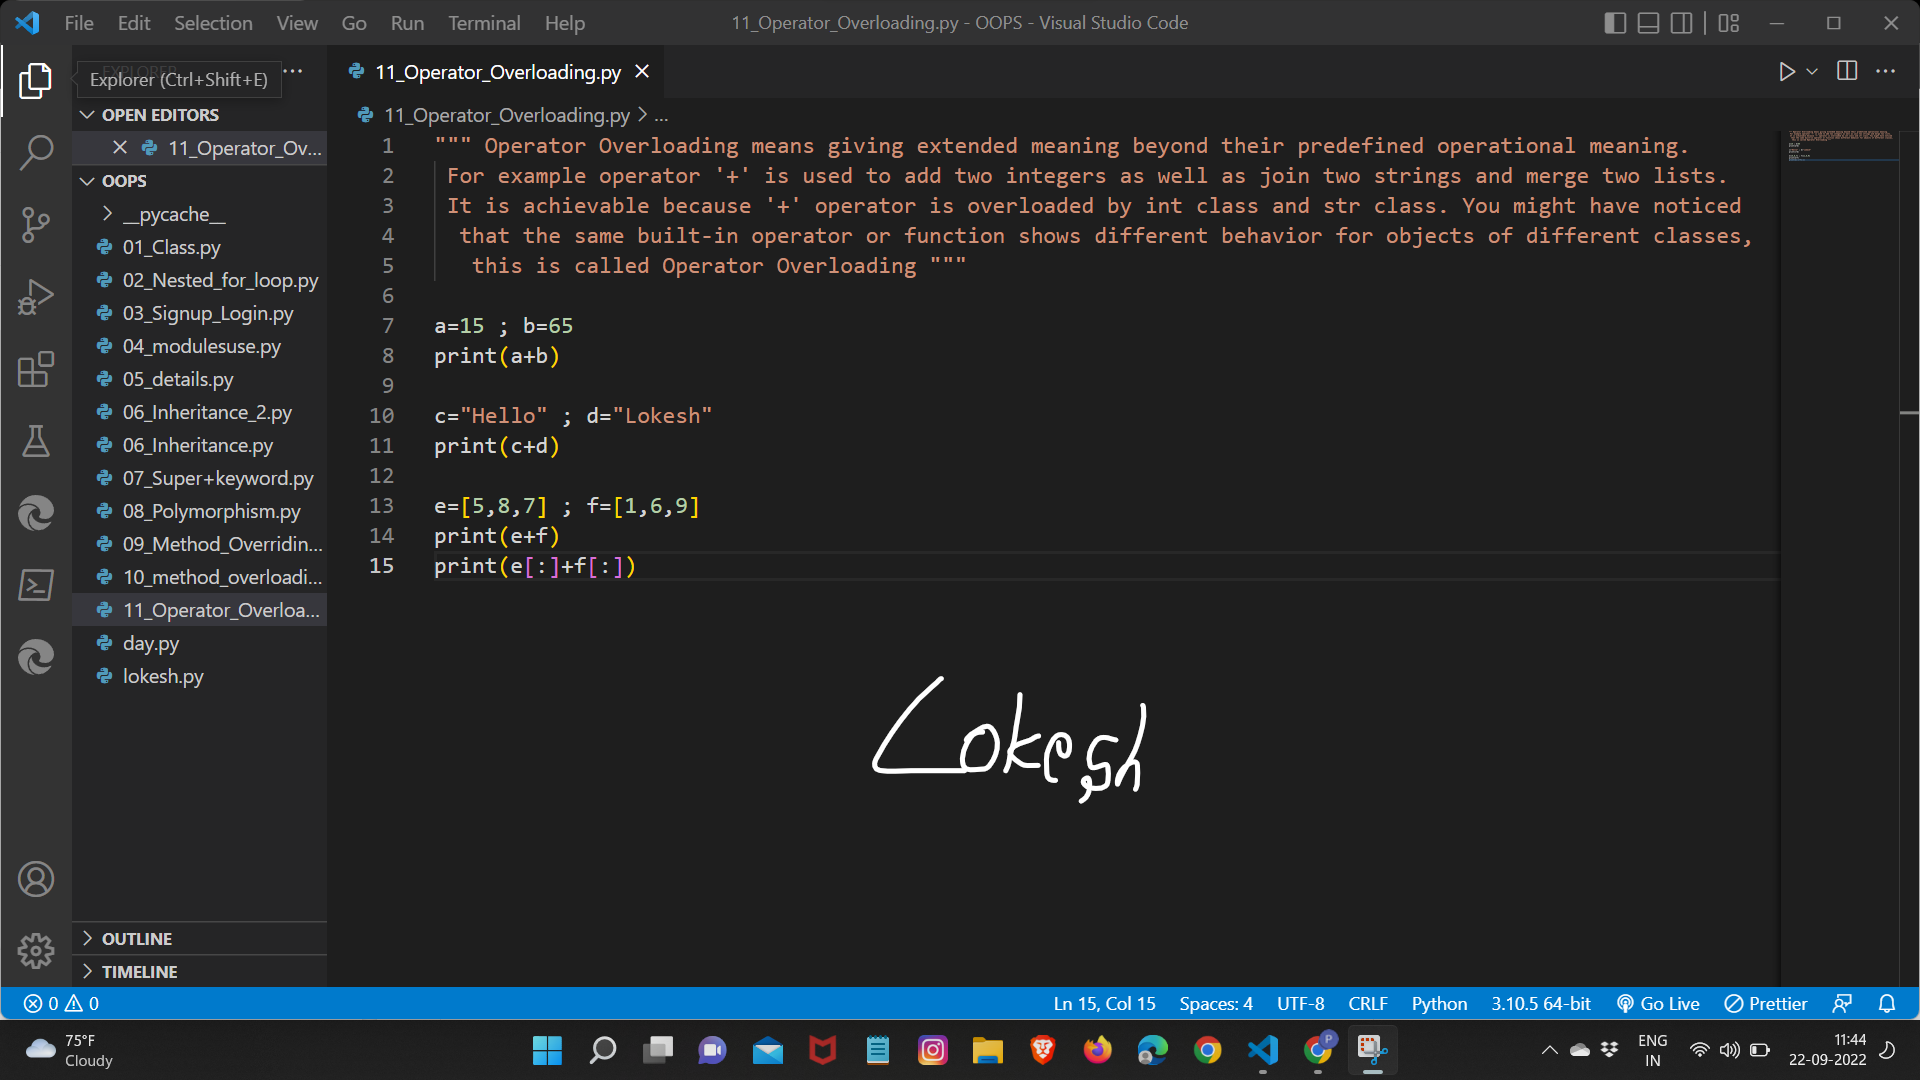 File Edit Selection View Go Run Terminal Help 11_Operator_Overloading.py - OOPS - Visual Studio Code
Explorer (Ctrl+Shift+E)
OPEN EDITORS
11_Operator_Ov...
OOPS
__pycache__
01_Class.py
02_Nested_for_loop.py
03_Signup_Login.py
04_modulesuse.py
05_details.py
06_Inheritance_2.py
06_Inheritance.py
07_Super+keyword.py
08_Polymorphism.py
09_Method_Overridin...
10_method_overloadi...
11_Operator_Overloa...
day.py
lokesh.py
OUTLINE
TIMELINE
11_Operator_Overloading.py
11_Operator_Overloading.py > ...
1 """ Operator Overloading means giving extended meaning beyond their predefined operational meaning.
2 For example operator '+' is used to add two integers as well as join two strings and merge two lists.
3 It is achievable because '+' operator is overloaded by int class and str class. You might have noticed
4 that the same built-in operator or function shows different behavior for objects of different classes,
5 this is called Operator Overloading """
6
7 a=15 ; b=65
8 print(a+b)
9
10 c="Hello" ; d="Lokesh"
11 print(c+d)
12
13 e=[5,8,7] ; f=[1,6,9]
14 print(e+f)
15 print(e[:]+f[:])
Lokesh
0 0 Ln 15, Col 15 Spaces: 4 UTF-8 CRLF Python 3.10.5 64-bit Go Live Prettier
75°F
Cloudy
P
ENG
IN
11:44
22-09-2022